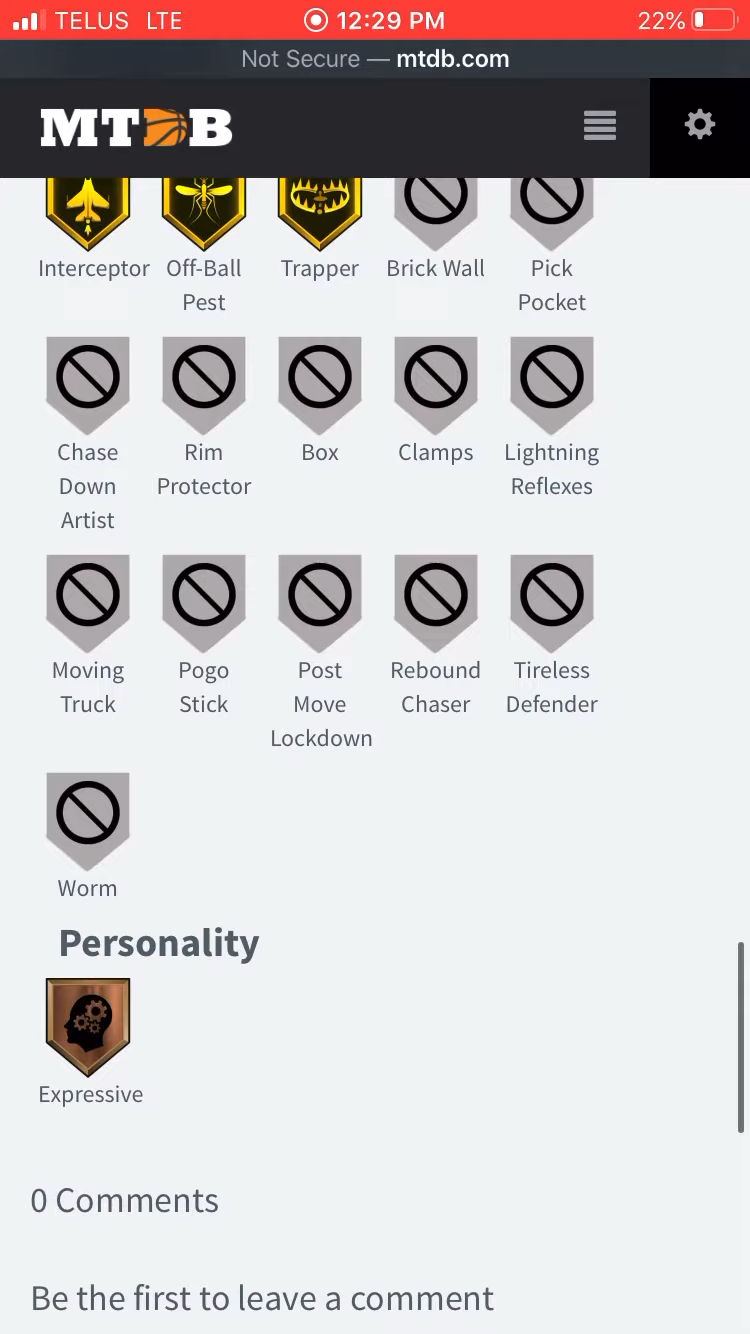 TELUS LTE 12:29 PM 22%
Not Secure — mtdb.com
MTDB
Interceptor Off-Ball Trapper Brick Wall Pick
Pest Pocket
Chase Rim Box Clamps Lightning
Down Protector Reflexes
Artist
Moving Pogo Post Rebound Tireless
Truck Stick Move Chaser Defender
Lockdown
Worm
Personality
Expressive
0 Comments
Be the first to leave a comment